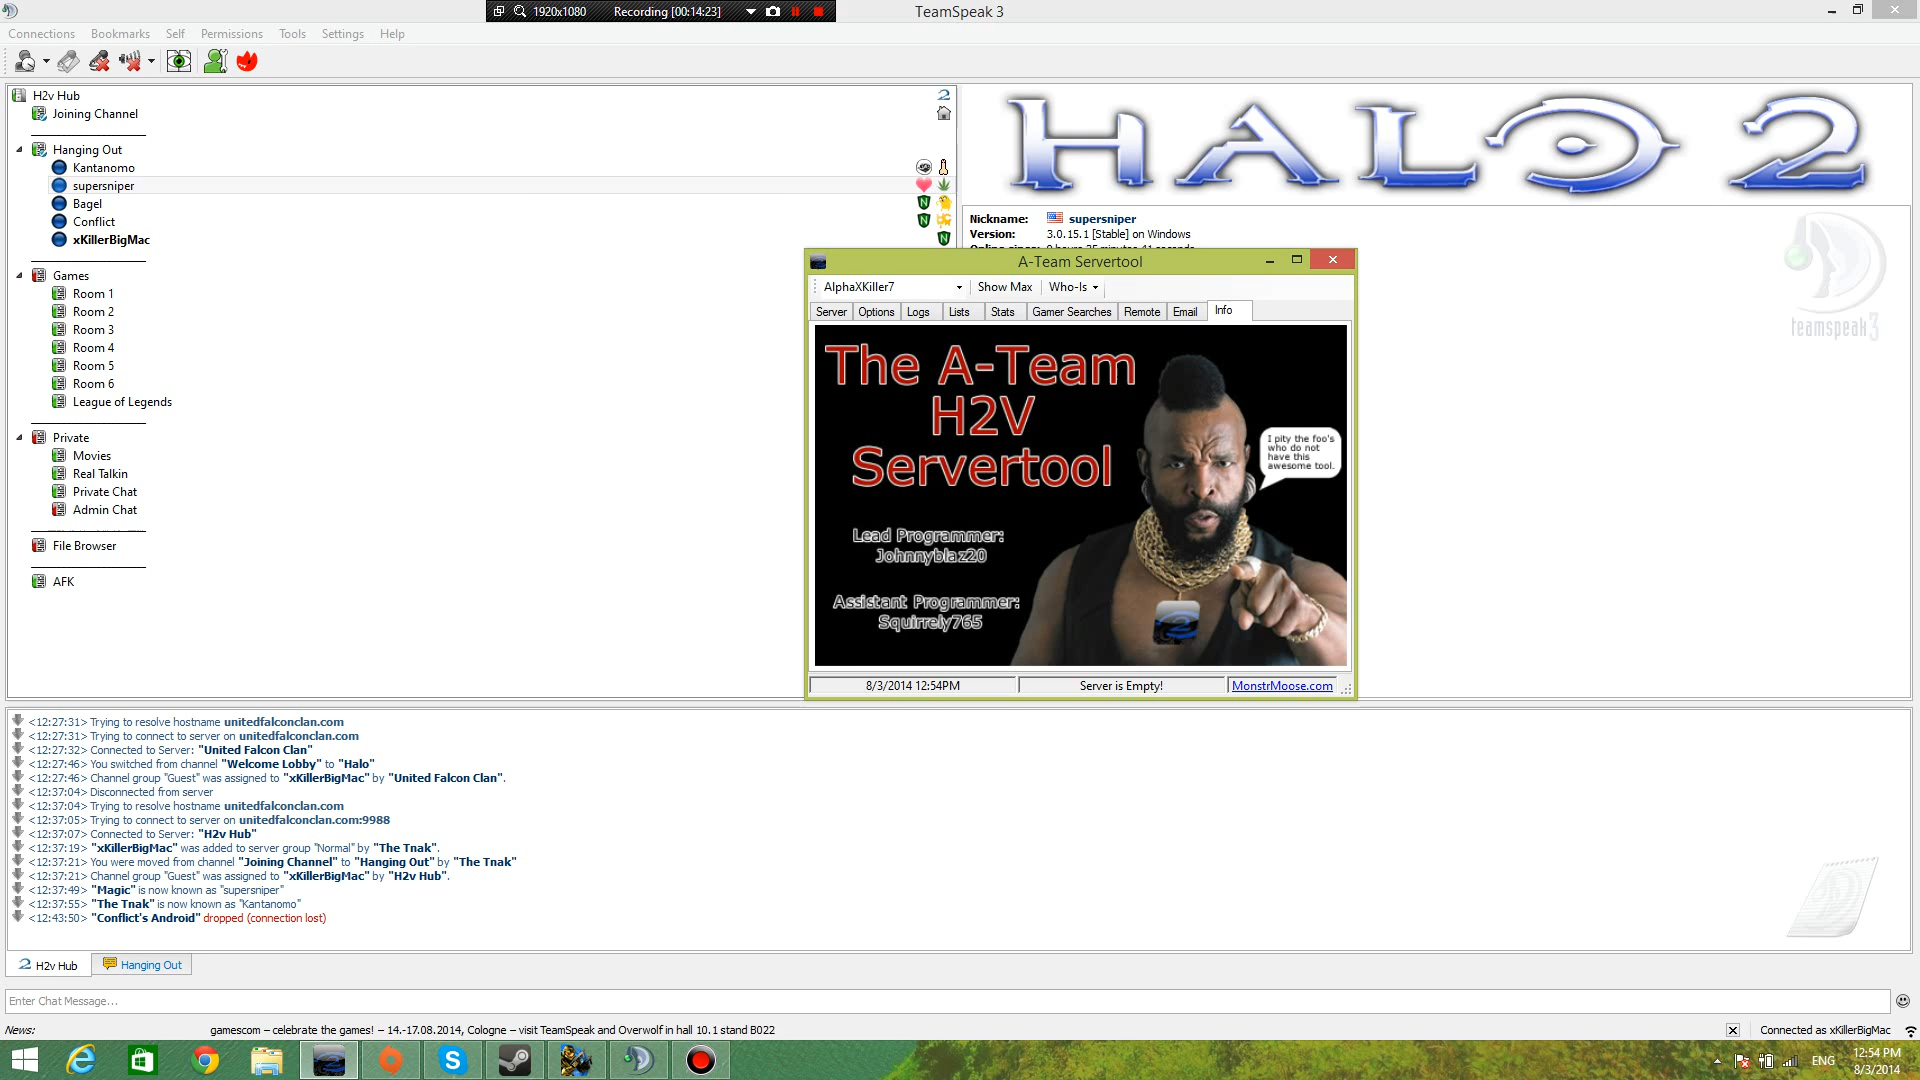 1920x1080 Recording [00:14:23]
TeamSpeak 3
Connections Bookmarks Self Permissions Tools Settings Help
H2v Hub
Joining Channel
Hanging Out
Kantanomo
supersniper
Bagel
Conflict
xKillerBigMac
Games
Room 1
Room 2
Room 3
Room 4
Room 5
Room 6
League of Legends
Private
Movies
Real Talkin
Private Chat
Admin Chat
File Browser
AFK
HALO 2
Nickname: supersniper
Version: 3.0.15.1 [Stable] on Windows
teamspeak3
A-Team Servertool
AlphaXKiller7 Show Max Who-Is
Server Options Logs Lists Stats Gamer Searches Remote Email Info
The A-Team
H2V
Servertool
I pity the foo's
who do not
have this
awesome tool.
Lead Programmer:
Johnnyblaz20
Assistant Programmer:
Squirrely765
8/3/2014 12:54PM Server is Empty! MonstrMoose.com
<12:27:31> Trying to resolve hostname unitedfalconclan.com
<12:27:31> Trying to connect to server on unitedfalconclan.com
<12:27:32> Connected to Server: "United Falcon Clan"
<12:27:46> You switched from channel "Welcome Lobby" to "Halo"
<12:27:46> Channel group "Guest" was assigned to "xKillerBigMac" by "United Falcon Clan".
<12:37:04> Disconnected from server
<12:37:04> Trying to resolve hostname unitedfalconclan.com
<12:37:05> Trying to connect to server on unitedfalconclan.com:9988
<12:37:07> Connected to Server: "H2v Hub"
<12:37:19> "xKillerBigMac" was added to server group "Normal" by "The Tnak".
<12:37:21> You were moved from channel "Joining Channel" to "Hanging Out" by "The Tnak"
<12:37:21> Channel group "Guest" was assigned to "xKillerBigMac" by "H2v Hub".
<12:37:49> "Magic" is now known as "supersniper"
<12:37:55> "The Tnak" is now known as "Kantanomo"
<12:43:50> "Conflict's Android" dropped (connection lost)
H2v Hub Hanging Out
Enter Chat Message...
News: gamescom – celebrate the games! – 14.-17.08.2014, Cologne – visit TeamSpeak and Overwolf in hall 10.1 stand B022
Connected as xKillerBigMac
ENG
12:54 PM
8/3/2014